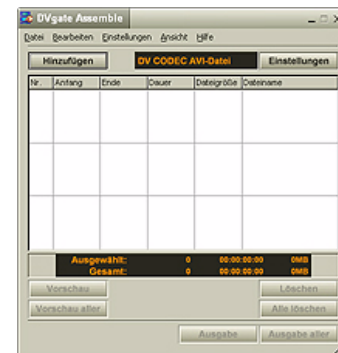 DVgate Assemble
Datei Bearbeiten Einstellungen Ansicht Hilfe
Hinzufügen DV CODEC AVI-Datei Einstellungen
Nr. Anfang Ende Dauer Dateigröße Dateiname
Ausgewählt: 0 00:00:00:00 0MB
Gesamt: 0 00:00:00:00 0MB
Vorschau Löschen
Vorschau aller Alle löschen
Ausgabe Ausgabe aller